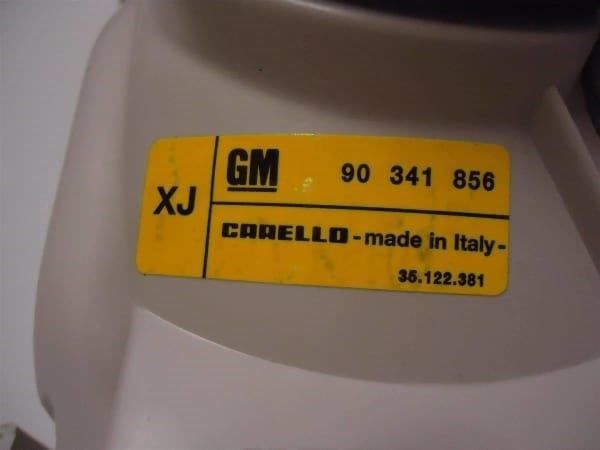 XJ
GM 90 341 856
CARELLO - made in Italy -
35.122.381